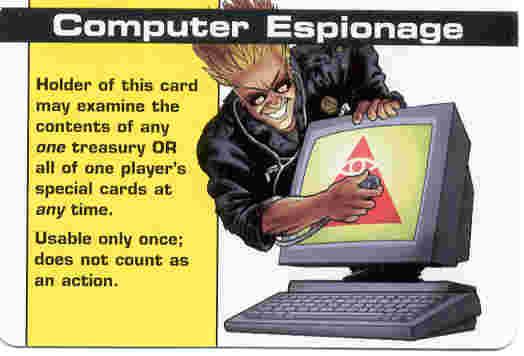 Computer Espionage
Holder of this card
may examine the
contents of any
one treasury OR
all of one player's
special cards at
any time.
Usable only once;
does not count as
an action.